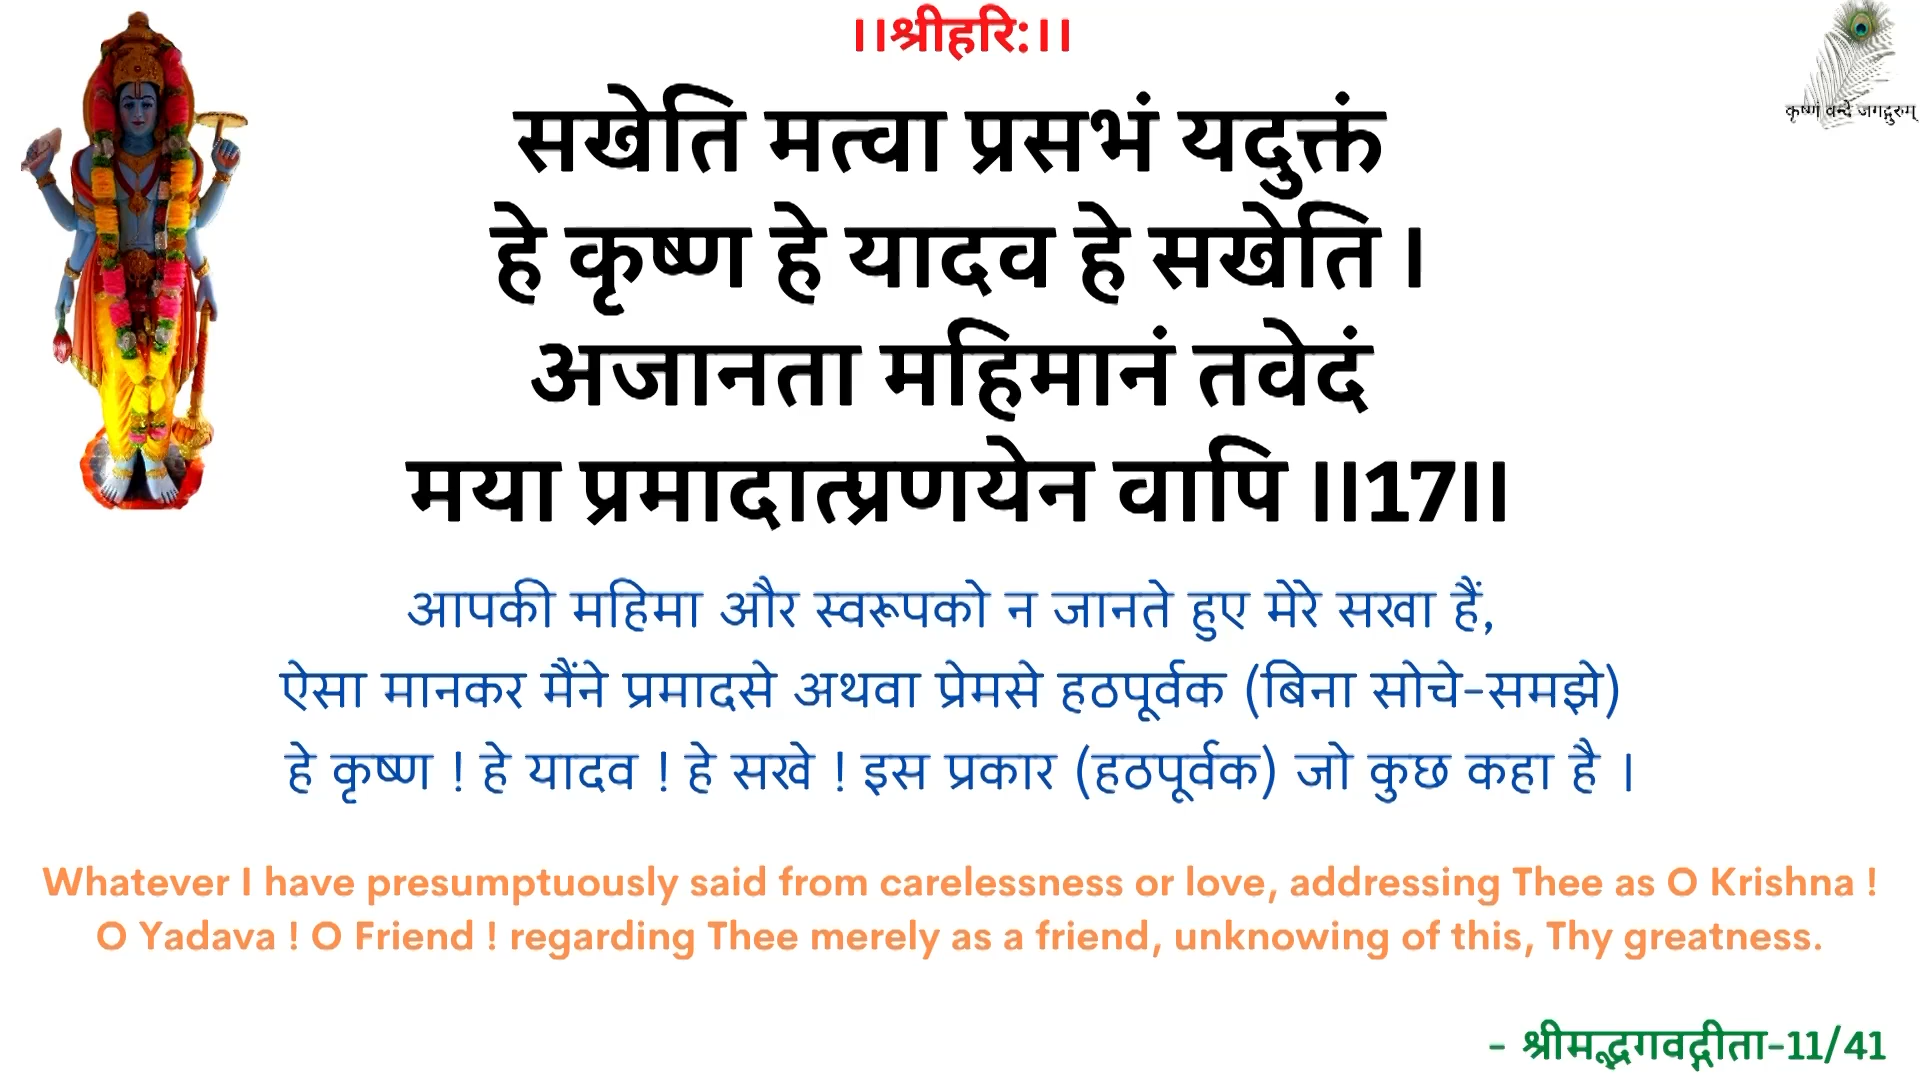 ।।श्रीहरि:।।
कृष्णं वन्दे जगद्गुरुम्
सखेति मत्वा प्रसभं यदुक्तं
हे कृष्ण हे यादव हे सखेति ।
अजानता महिमानं तवेदं
मया प्रमादात्प्रणयेन वापि ।।17।।
आपकी महिमा और स्वरूपको न जानते हुए मेरे सखा हैं,
ऐसा मानकर मैंने प्रमादसे अथवा प्रेमसे हठपूर्वक (बिना सोचे-समझे)
हे कृष्ण ! हे यादव ! हे सखे ! इस प्रकार (हठपूर्वक) जो कुछ कहा है ।
Whatever I have presumptuously said from carelessness or love, addressing Thee as O Krishna !
O Yadava ! O Friend ! regarding Thee merely as a friend, unknowing of this, Thy greatness.
- श्रीमद्भगवद्गीता-11/41